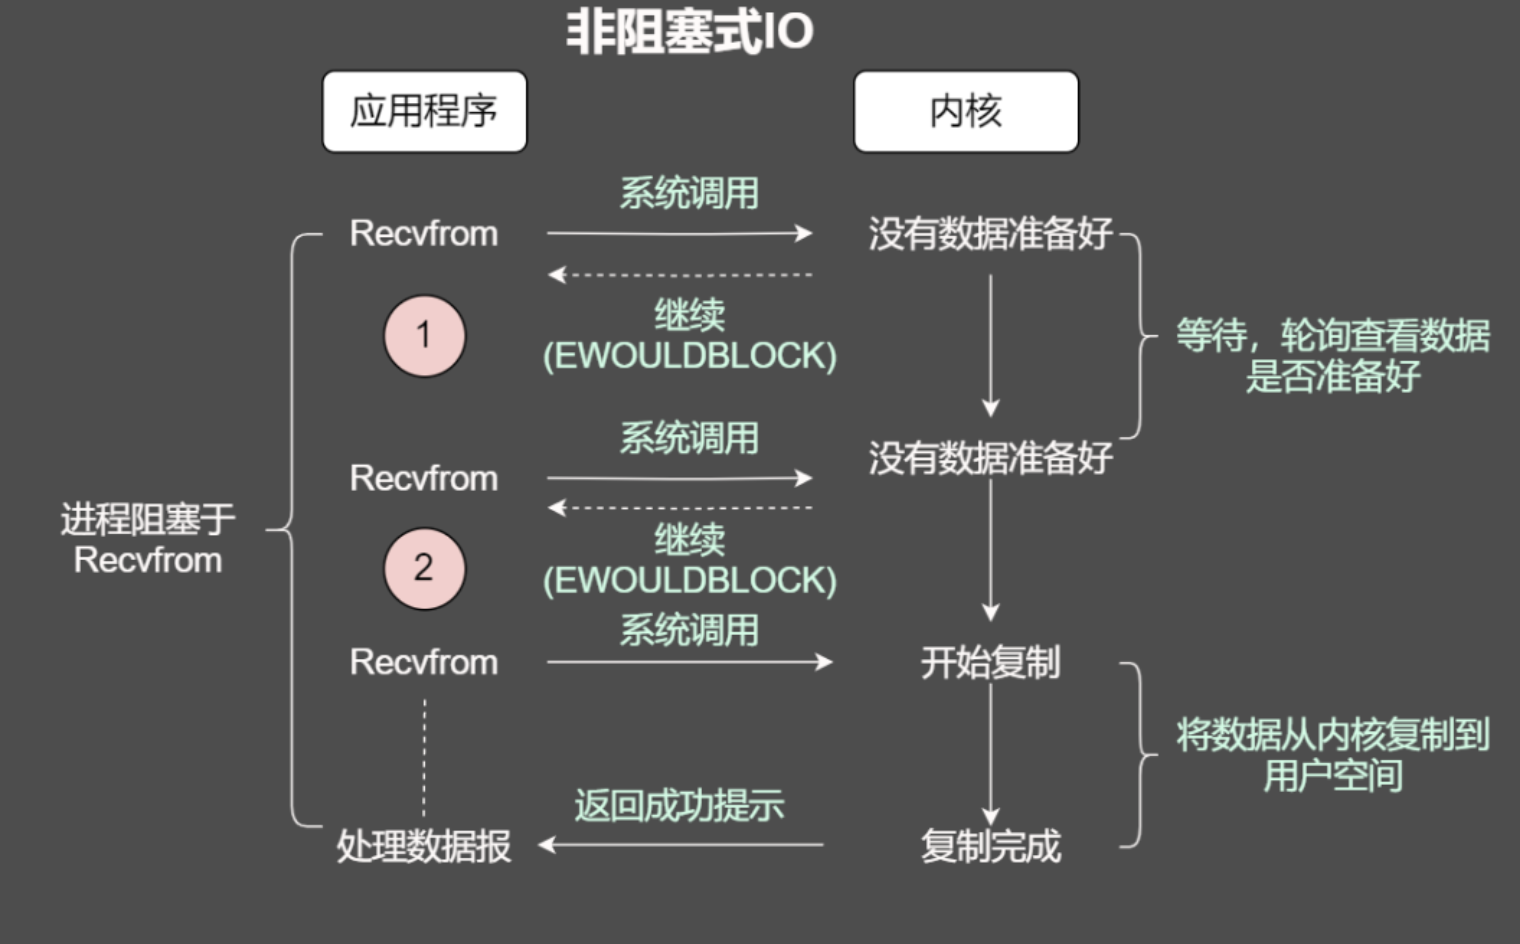 非阻塞式IO
应用程序
内核
系统调用
Recvfrom
没有数据准备好
1
继续
(EWOULDBLOCK)
等待，轮询查看数据
是否准备好
系统调用
没有数据准备好
Recvfrom
进程阻塞于
Recvfrom
继续
(EWOULDBLOCK)
2
系统调用
Recvfrom
开始复制
将数据从内核复制到
用户空间
返回成功提示
处理数据报
复制完成